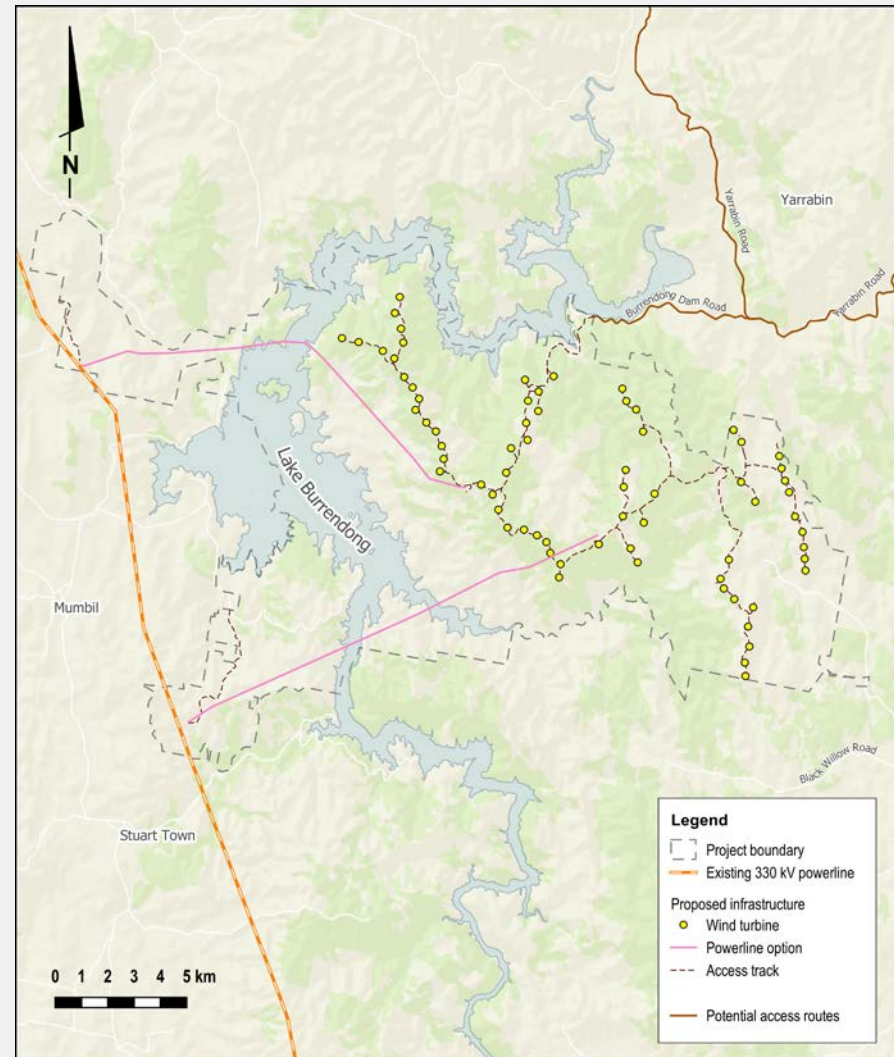 N
Yarrabin
Yarrabin Road
Yarrabin Road
Burrendong Dam Road
Lake Burrendong
Mumbil
Black Willow Road
Stuart Town
Legend
Project boundary
Existing 330 kV powerline
Proposed infrastructure
Wind turbine
Powerline option
Access track
Potential access routes
0 1 2 3 4 5 km